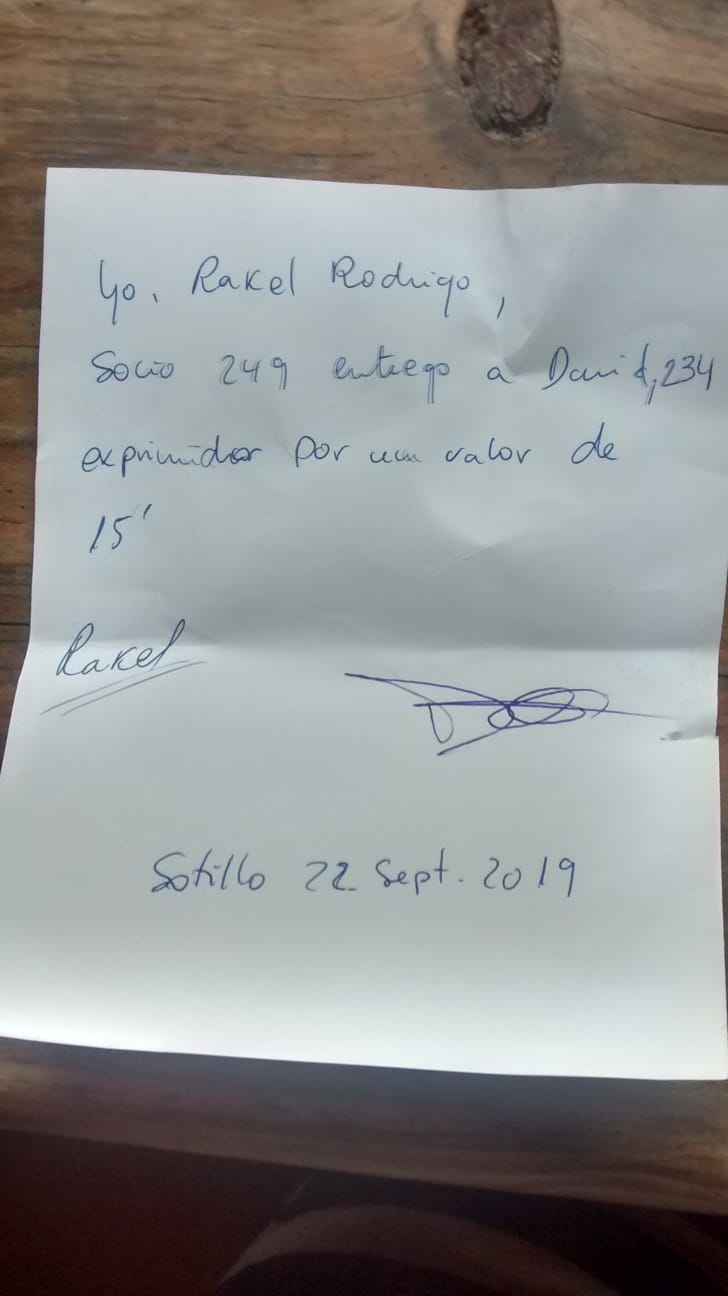 Yo, Rakel Rodrigo,
Socio 249 entrego a David, 234
exprimidor por un valor de
15'
Rakel
Sotillo 22 Sept. 2019